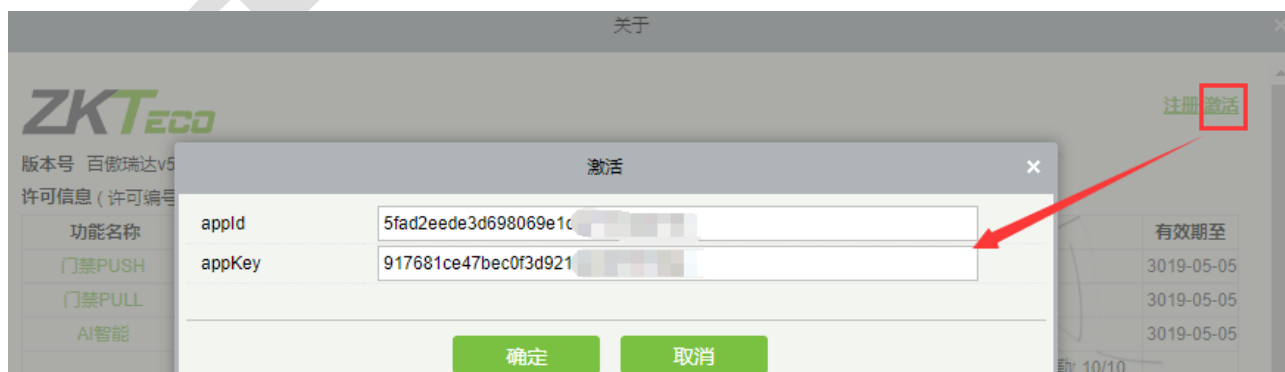 关于
ZKTeco
注册 激活
版本号 百傲瑞达v5
激活
许可信息 ( 许可编号
appId 5fad2eede3d698069e1
功能名称 有效期至
appKey 917681ce47bec0f3d921
门禁PUSH 3019-05-05
门禁PULL 3019-05-05
AI智能 3019-05-05
确定 取消
10/10